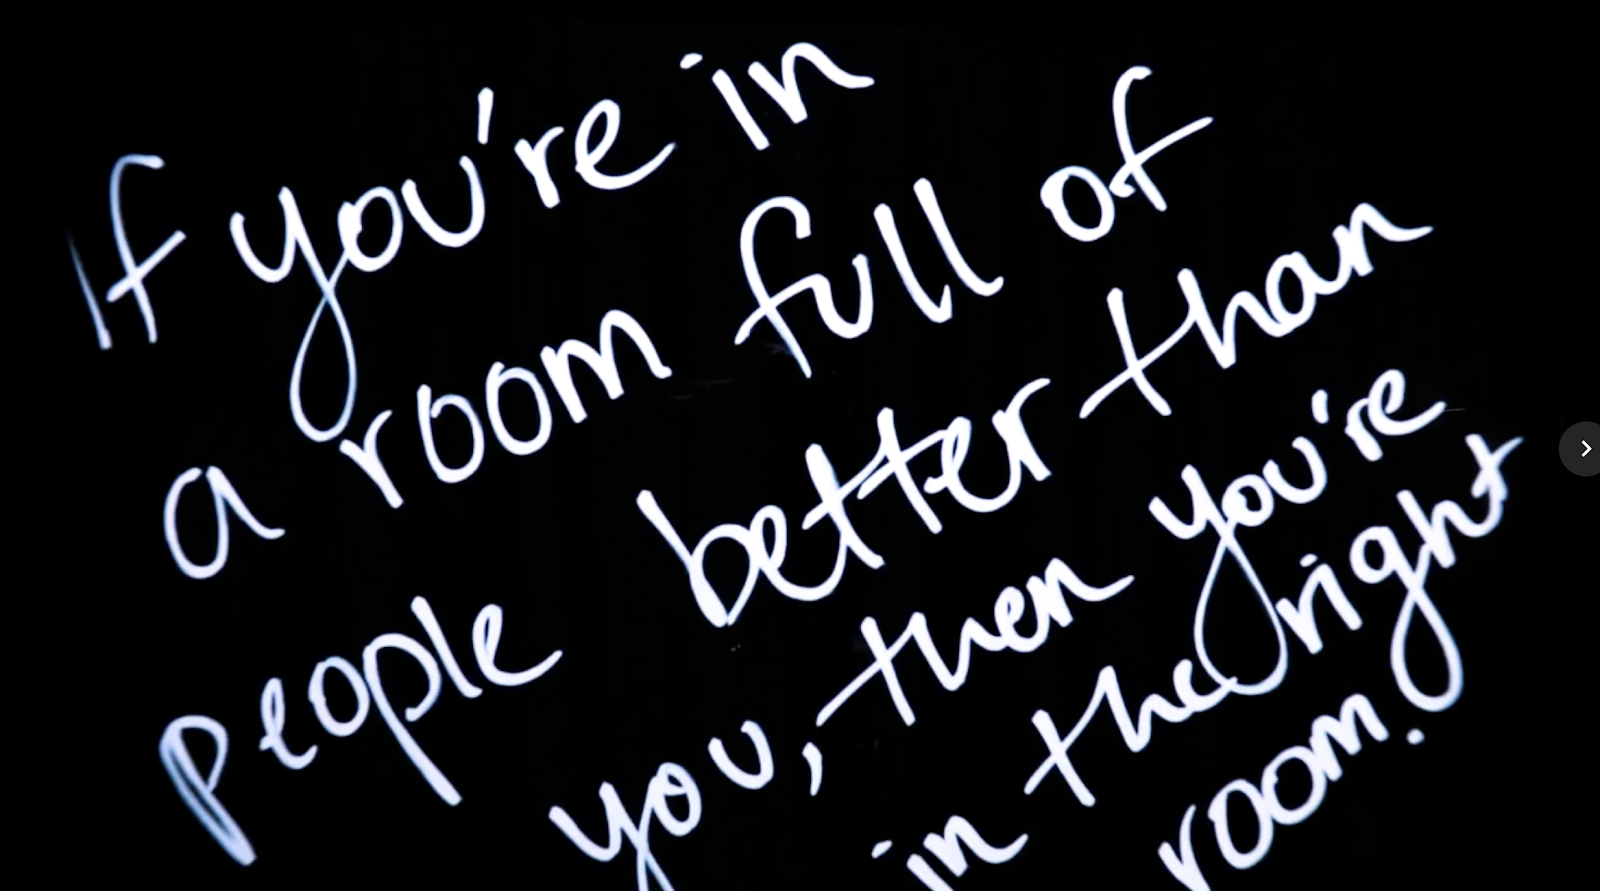 If you're in
a room full of
people better than
you, then you're
in the right
room.